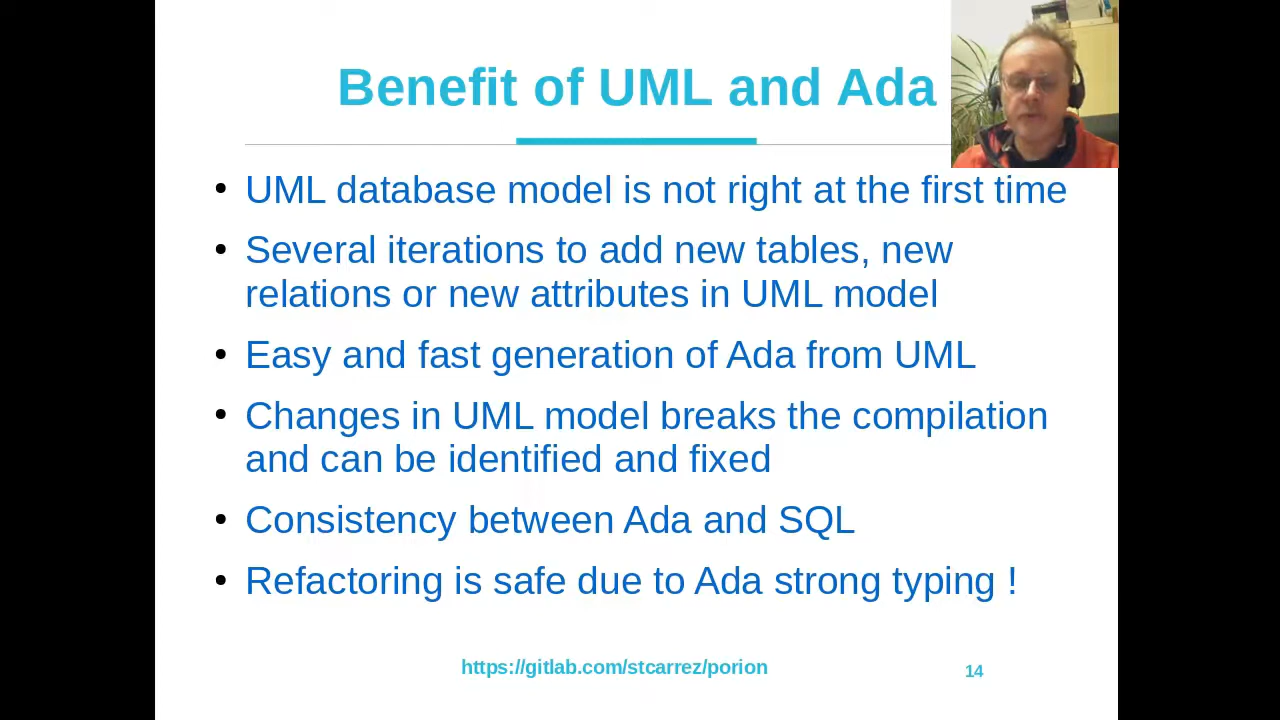 Benefit of UML and Ada
• UML database model is not right at the first time
• Several iterations to add new tables, new
relations or new attributes in UML model
• Easy and fast generation of Ada from UML
• Changes in UML model breaks the compilation
and can be identified and fixed
• Consistency between Ada and SQL
• Refactoring is safe due to Ada strong typing !
https://gitlab.com/stcarrez/porion
14